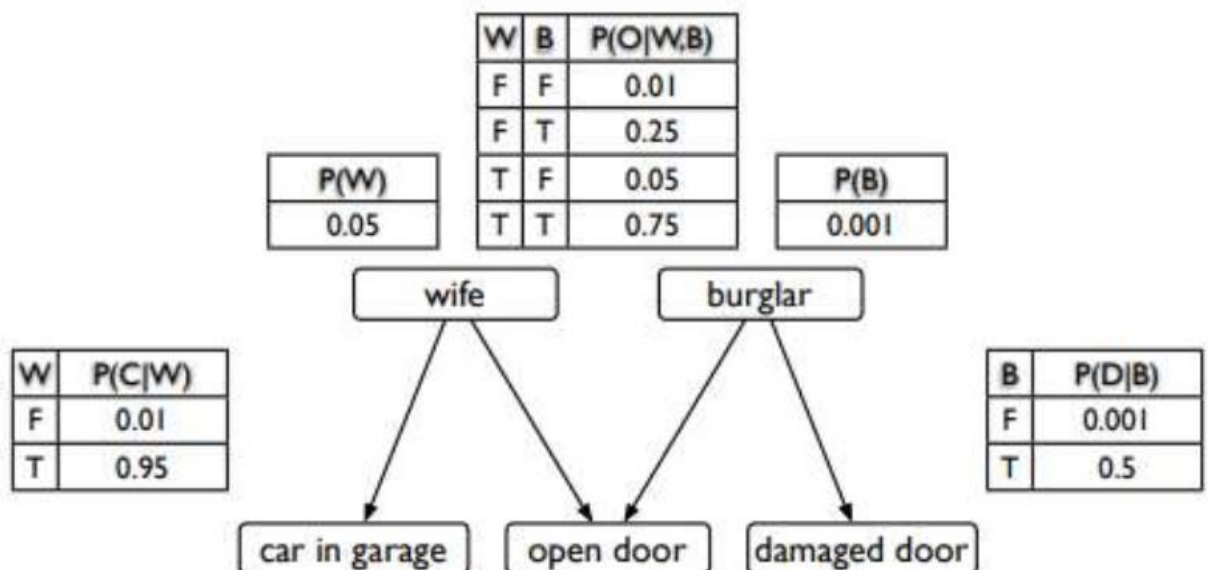 W B P(O|W,B)
F F 0.01
F T 0.25
T F 0.05
T T 0.75
P(W)
0.05
P(B)
0.001
wife
burglar
W P(C|W)
F 0.01
T 0.95
B P(D|B)
F 0.001
T 0.5
car in garage
open door
damaged door